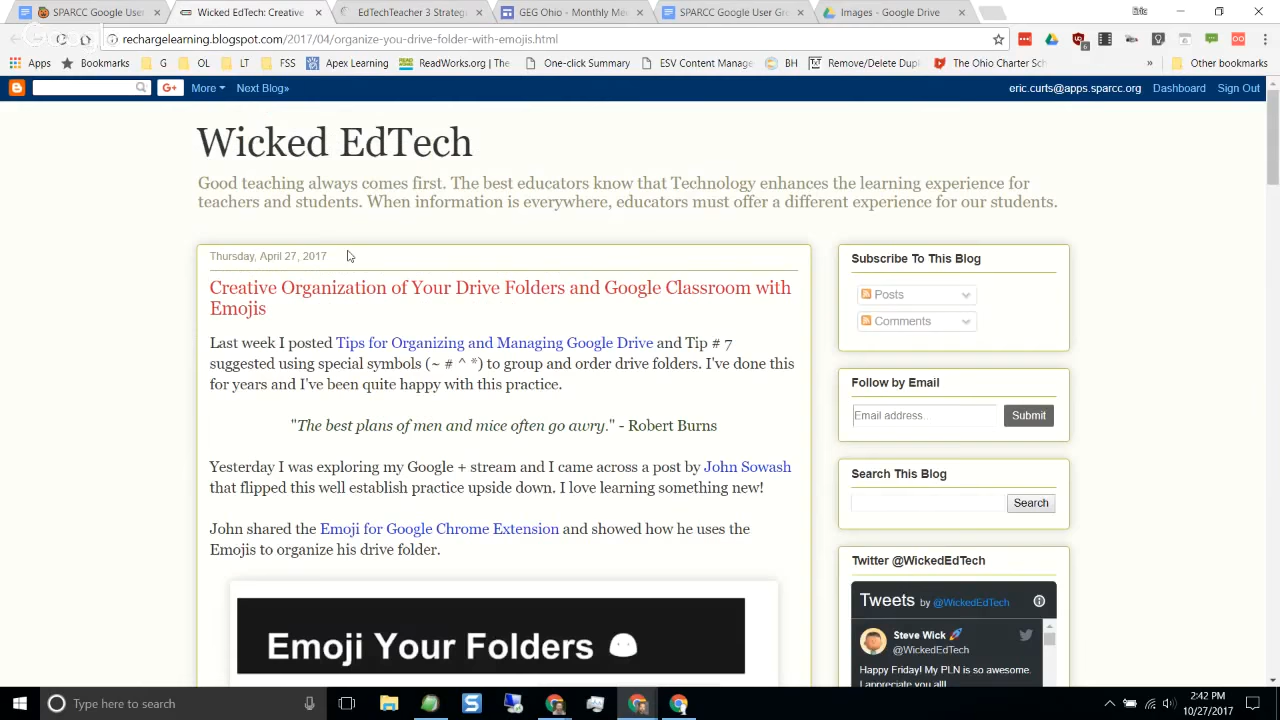 SPARCC Google User
Wicked EdTech: Creative
EdTechTeacher 3 Strategi
GEG Ohio - Monthly Me
SPARCC Google User Gro
Images - Google Drive
rechargelearning.blogspot.com/2017/04/organize-you-drive-folder-with-emojis.html
6
Apps Bookmarks G OL LT FSS Apex Learning ReadWorks.org | The One-click Summary ESV Content Manage BH Remove/Delete Dupli The Ohio Charter Sch » Other bookmarks
G+ More Next Blog» eric.curts@apps.sparcc.org Dashboard Sign Out
Wicked EdTech
Good teaching always comes first. The best educators know that Technology enhances the learning experience for
teachers and students. When information is everywhere, educators must offer a different experience for our students.
Thursday, April 27, 2017
Creative Organization of Your Drive Folders and Google Classroom with
Emojis
Last week I posted Tips for Organizing and Managing Google Drive and Tip # 7
suggested using special symbols (~ # ^ *) to group and order drive folders. I've done this
for years and I've been quite happy with this practice.
"The best plans of men and mice often go awry." - Robert Burns
Yesterday I was exploring my Google + stream and I came across a post by John Sowash
that flipped this well establish practice upside down. I love learning something new!
John shared the Emoji for Google Chrome Extension and showed how he uses the
Emojis to organize his drive folder.
Emoji Your Folders
Subscribe To This Blog
Posts
Comments
Follow by Email
Email address...
Submit
Search This Blog
Search
Twitter @WickedEdTech
Tweets by @WickedEdTech
Steve Wick 🚀
@WickedEdTech
Happy Friday! My PLN is so awesome.
I appreciate you all!
Type here to search
2:42 PM
10/27/2017